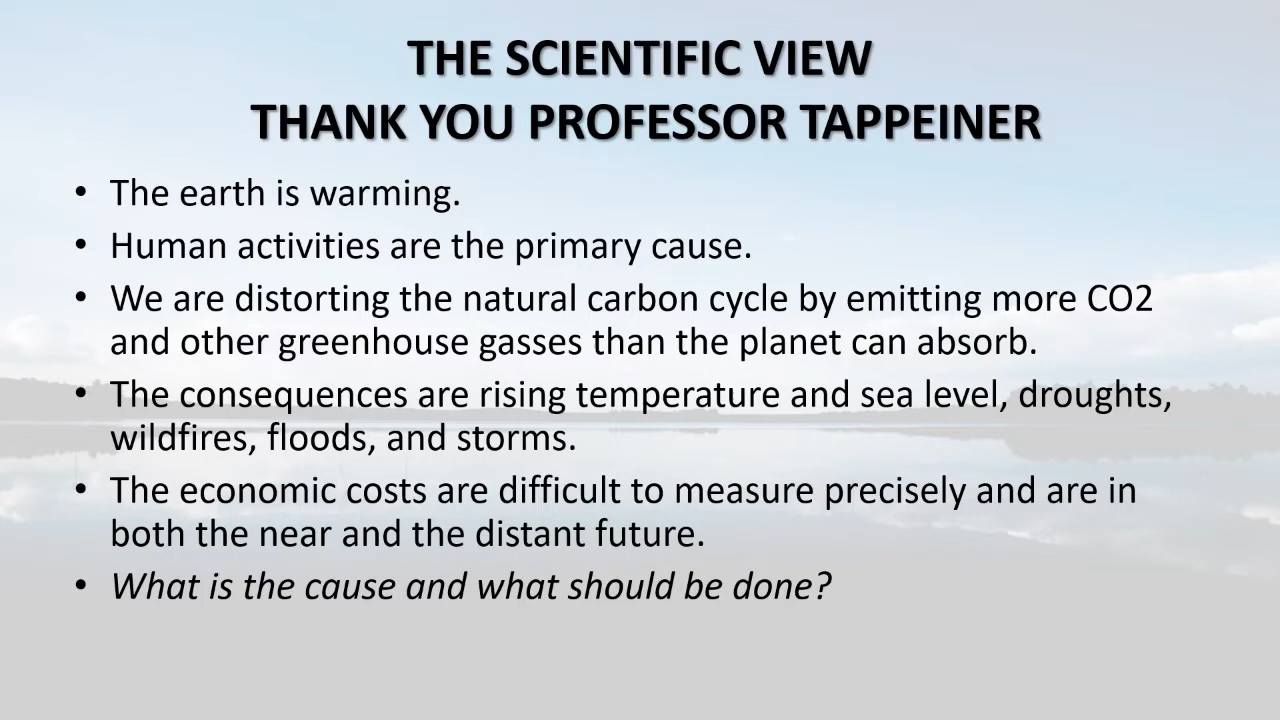 THE SCIENTIFIC VIEW
THANK YOU PROFESSOR TAPPEINER
• The earth is warming.
• Human activities are the primary cause.
• We are distorting the natural carbon cycle by emitting more CO2
and other greenhouse gasses than the planet can absorb.
• The consequences are rising temperature and sea level, droughts,
wildfires, floods, and storms.
• The economic costs are difficult to measure precisely and are in
both the near and the distant future.
• What is the cause and what should be done?